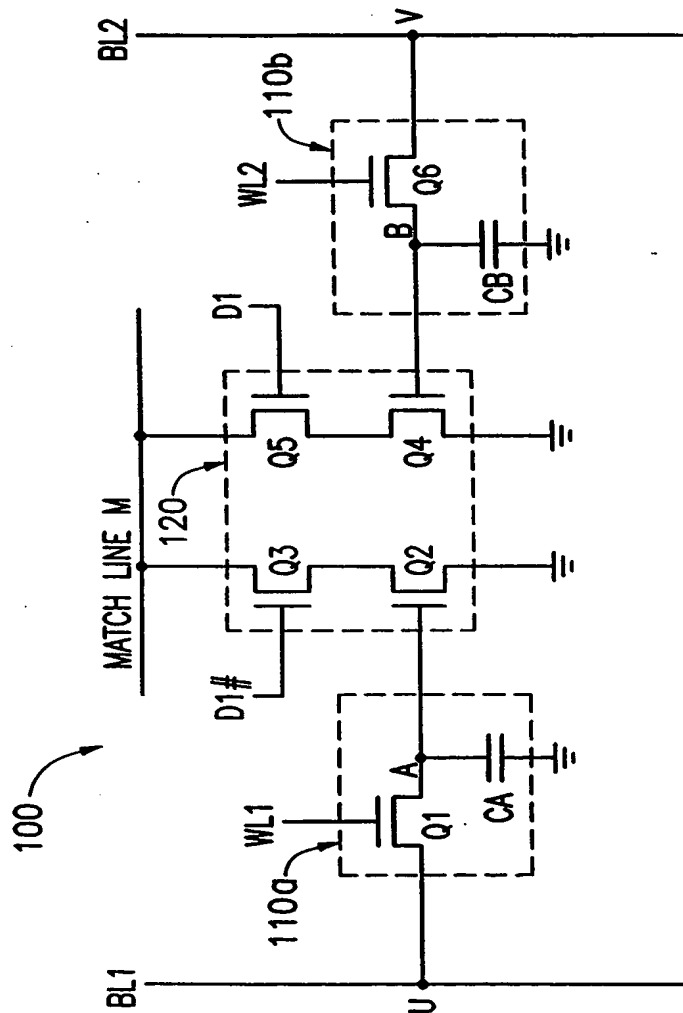 100
MATCH LINE M
BL1
BL2
120
D1#
D1
110a
WL1
WL2
110b
Q3
Q5
Q2
Q4
U
Q1
A
CA
B
CB
Q6
V